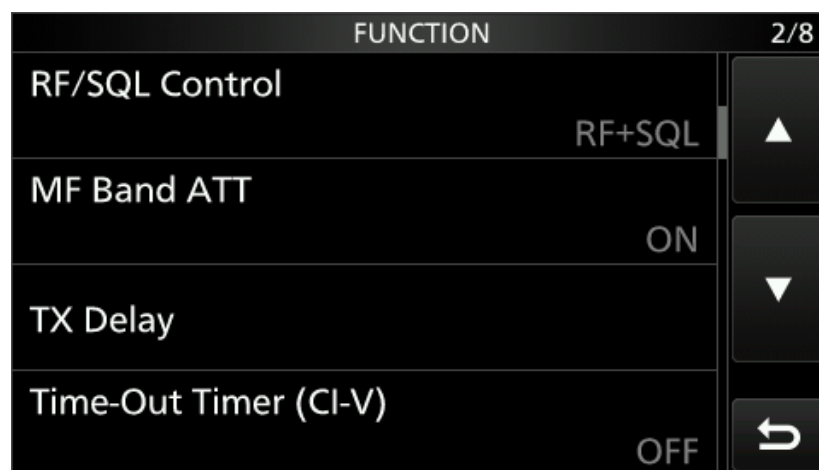 FUNCTION 2/8
RF/SQL Control
RF+SQL
MF Band ATT
ON
TX Delay
Time-Out Timer (CI-V)
OFF